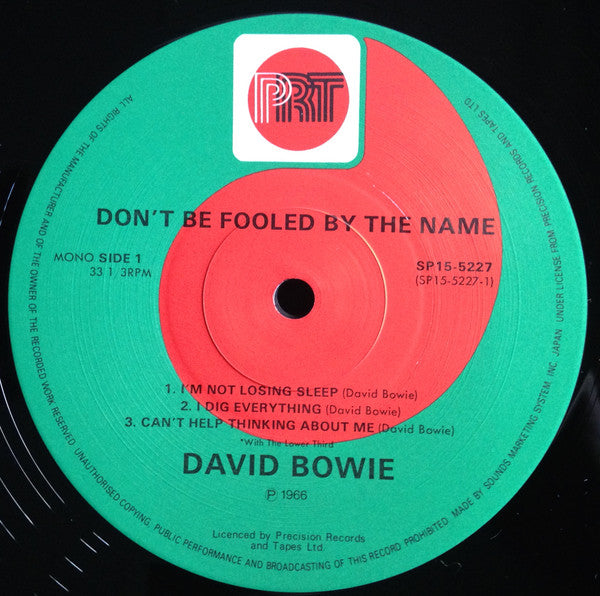 PRT
DON'T BE FOOLED BY THE NAME
MONO SIDE 1
33 1/3RPM
SP15-5227
(SP15-5227-1)
1. I'M NOT LOSING SLEEP (David Bowie)
2. I DIG EVERYTHING (David Bowie)
3. CAN'T HELP THINKING ABOUT ME (David Bowie)
*With The Lower Third
DAVID BOWIE
℗ 1966
Licenced by Precision Records
and Tapes Ltd.
ALL RIGHTS OF THE MANUFACTURER AND OF THE OWNER OF THE RECORDED WORK RESERVED. UNAUTHORISED COPYING, PUBLIC PERFORMANCE AND BROADCASTING OF THIS RECORD PROHIBITED. MADE BY SOUNDS MARKETING SYSTEM, INC. JAPAN UNDER LICENSE FROM PRECISION RECORDS AND TAPES LTD